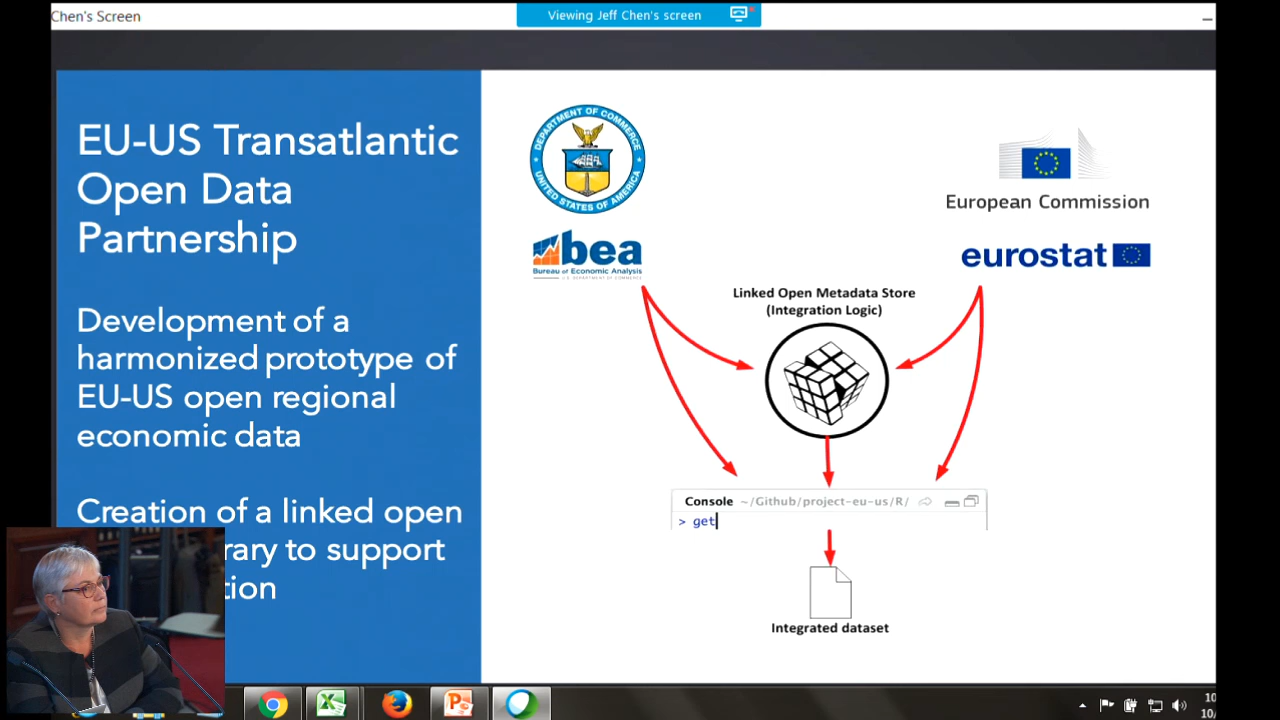 Chen's Screen
Viewing Jeff Chen's screen
EU-US Transatlantic
Open Data
Partnership
Development of a
harmonized prototype of
EU-US open regional
economic data
Creation of a linked open
rary to support
tion
DEPARTMENT OF COMMERCE
UNITED STATES OF AMERICA
bea
Bureau of Economic Analysis
U.S. DEPARTMENT OF COMMERCE
European Commission
eurostat
Linked Open Metadata Store
(Integration Logic)
Console ~/Github/project-eu-us/R/
> get
Integrated dataset
10
10/